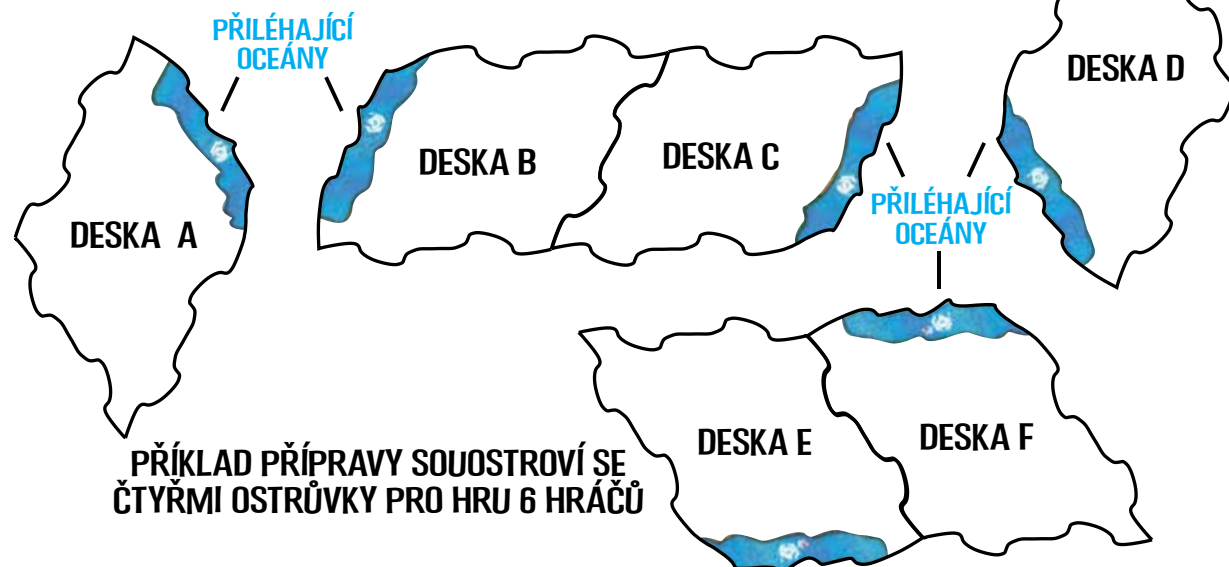 PŘILÉHAJÍCÍ
OCEÁNY
DESKA A
DESKA B
DESKA C
DESKA D
PŘILÉHAJÍCÍ
OCEÁNY
DESKA E
DESKA F
PŘÍKLAD PŘÍPRAVY SOUOSTROVÍ SE
ČTYŘMI OSTRŮVKY PRO HRU 6 HRÁČŮ